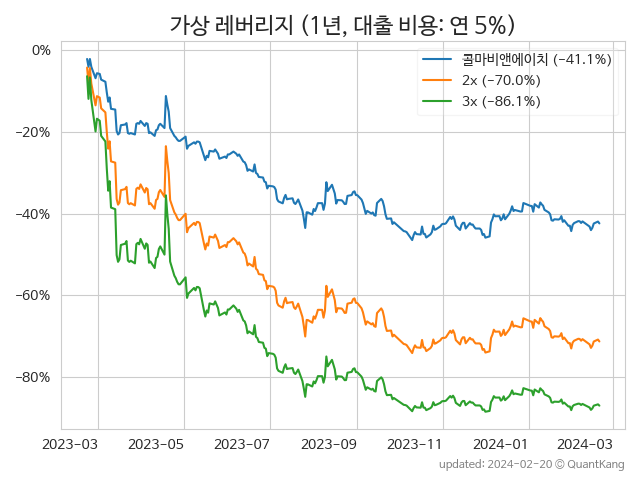 가상 레버리지 (1년, 대출 비용: 연 5%)
0%
−20%
−40%
−60%
−80%
콜마비앤에이치 (−41.1%)
2x (−70.0%)
3x (−86.1%)
2023-03 2023-05 2023-07 2023-09 2023-11 2024-01 2024-03
updated: 2024-02-20 © QuantKang